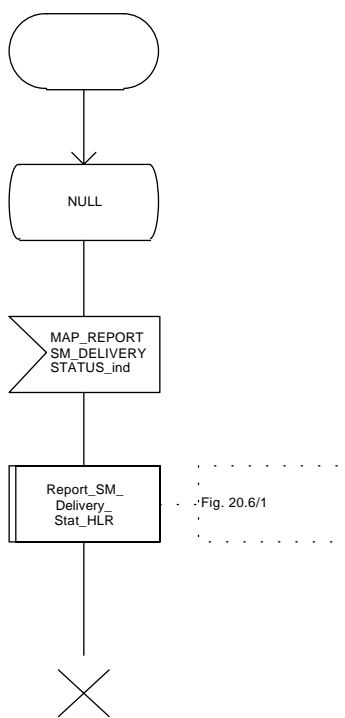 NULL
MAP_REPORT
SM_DELIVERY
STATUS_ind
Report_SM_
Delivery_
Stat_HLR
Fig. 20.6/1